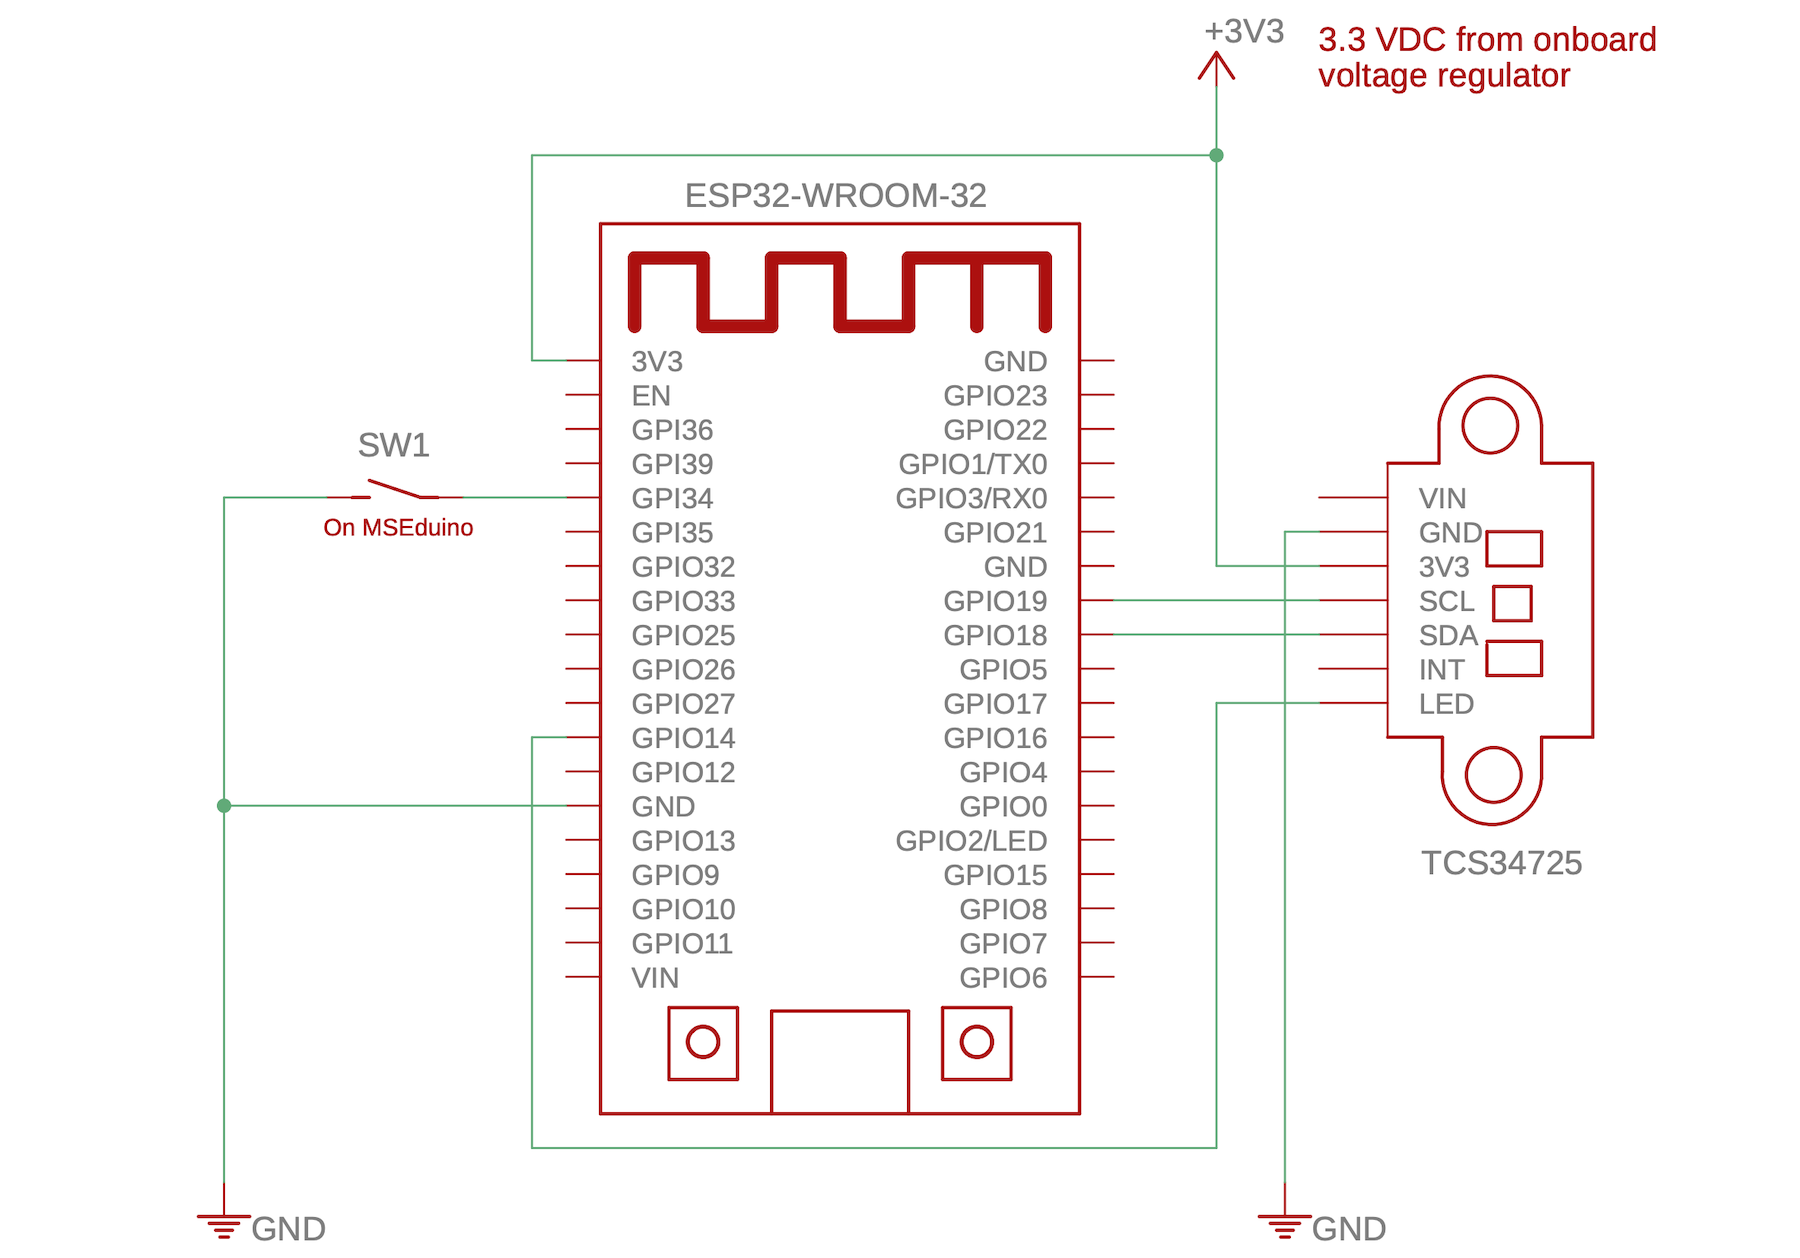 +3V3
3.3 VDC from onboard
voltage regulator
ESP32-WROOM-32
3V3
EN
GPI36
GPI39
GPI34
GPI35
GPIO32
GPIO33
GPIO25
GPIO26
GPIO27
GPIO14
GPIO12
GND
GPIO13
GPIO9
GPIO10
GPIO11
VIN
GND
GPIO23
GPIO22
GPIO1/TX0
GPIO3/RX0
GPIO21
GND
GPIO19
GPIO18
GPIO5
GPIO17
GPIO16
GPIO4
GPIO0
GPIO2/LED
GPIO15
GPIO8
GPIO7
GPIO6
SW1
On MSEduino
VIN
GND
3V3
SCL
SDA
INT
LED
TCS34725
GND
GND